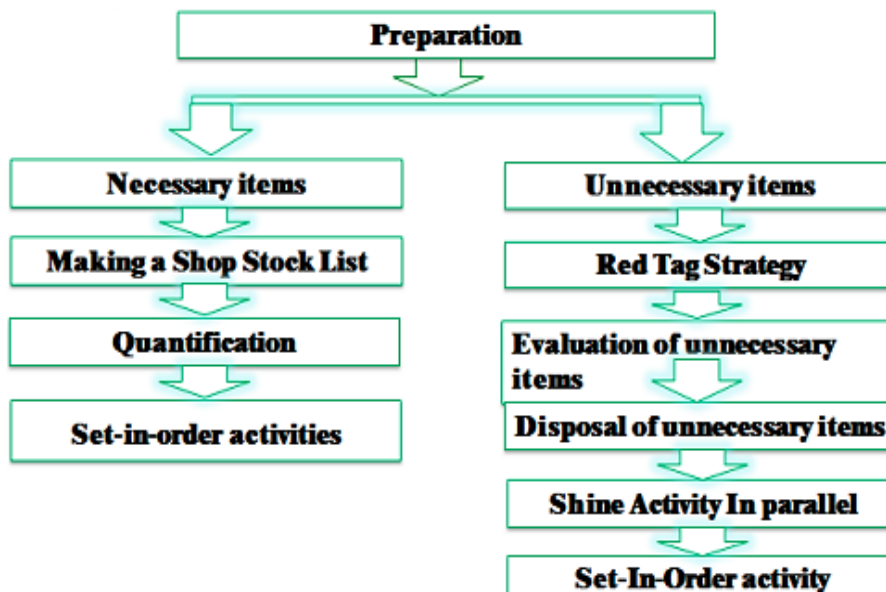 Preparation
Necessary items
Making a Shop Stock List
Quantification
Set-in-order activities
Unnecessary items
Red Tag Strategy
Evaluation of unnecessary
items
Disposal of unnecessary items
Shine Activity In parallel
Set-In-Order activity